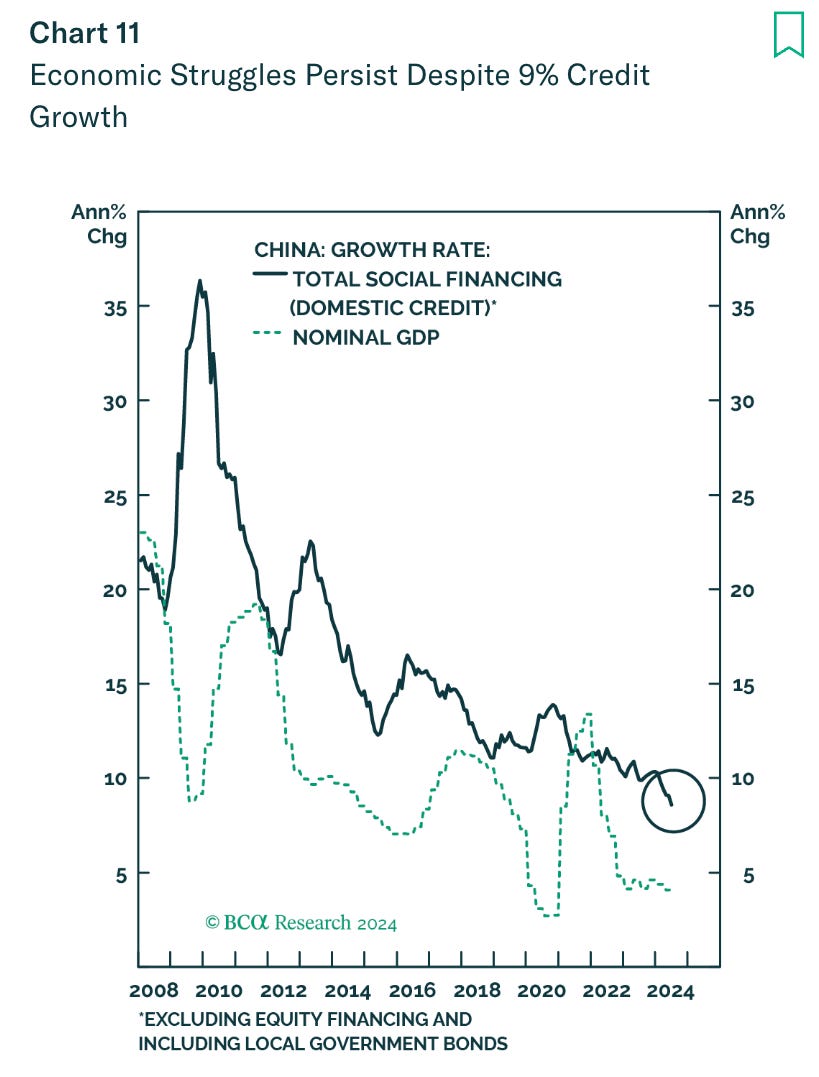 Chart 11
Economic Struggles Persist Despite 9% Credit
Growth
Ann%
Chg
Ann%
Chg
CHINA: GROWTH RATE:
TOTAL SOCIAL FINANCING
(DOMESTIC CREDIT)*
NOMINAL GDP
35
35
30
30
25
25
20
20
15
15
10
10
5
5
© BCα Research 2024
2008 2010 2012 2014 2016 2018 2020 2022 2024
*EXCLUDING EQUITY FINANCING AND
INCLUDING LOCAL GOVERNMENT BONDS